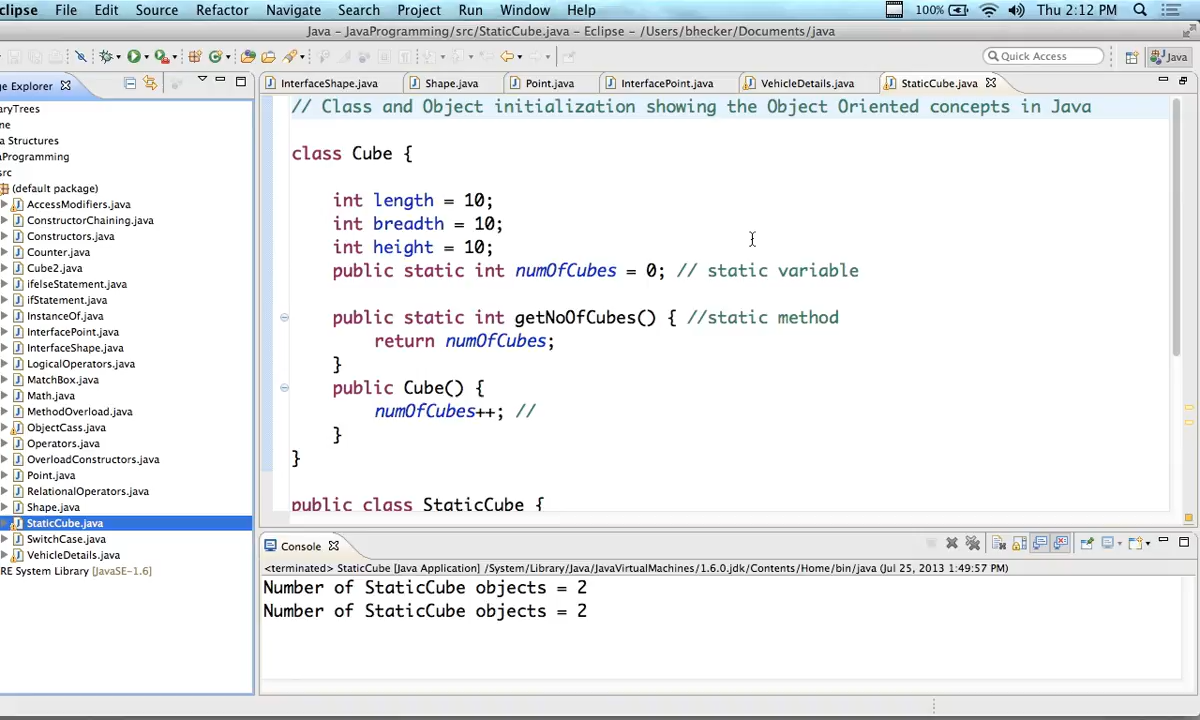 clipse File Edit Source Refactor Navigate Search Project Run Window Help 100% Thu 2:12 PM
Java - JavaProgramming/src/StaticCube.java - Eclipse - /Users/bhecker/Documents/java
Quick Access Java
ge Explorer
InterfaceShape.java Shape.java Point.java InterfacePoint.java VehicleDetails.java StaticCube.java
aryTrees
ne
a Structures
aProgramming
src
(default package)
AccessModifiers.java
ConstructorChaining.java
Constructors.java
Counter.java
Cube2.java
ifelseStatement.java
ifStatement.java
InstanceOf.java
InterfacePoint.java
InterfaceShape.java
LogicalOperators.java
MatchBox.java
Math.java
MethodOverload.java
ObjectCass.java
Operators.java
OverloadConstructors.java
Point.java
RelationalOperators.java
Shape.java
StaticCube.java
SwitchCase.java
VehicleDetails.java
RE System Library [JavaSE-1.6]
// Class and Object initialization showing the Object Oriented concepts in Java
class Cube {
int length = 10;
int breadth = 10;
int height = 10;
public static int numOfCubes = 0; // static variable
public static int getNoOfCubes() { //static method
return numOfCubes;
}
public Cube() {
numOfCubes++; //
}
}
public class StaticCube {
Console
<terminated> StaticCube [Java Application] /System/Library/Java/JavaVirtualMachines/1.6.0.jdk/Contents/Home/bin/java (Jul 25, 2013 1:49:57 PM)
Number of StaticCube objects = 2
Number of StaticCube objects = 2